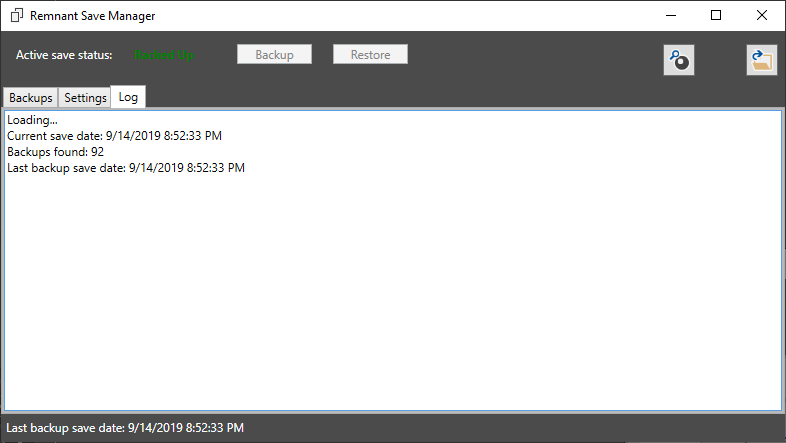 Remnant Save Manager
Active save status: Backed Up Backup Restore
Backups Settings Log
Loading...
Current save date: 9/14/2019 8:52:33 PM
Backups found: 92
Last backup save date: 9/14/2019 8:52:33 PM
Last backup save date: 9/14/2019 8:52:33 PM